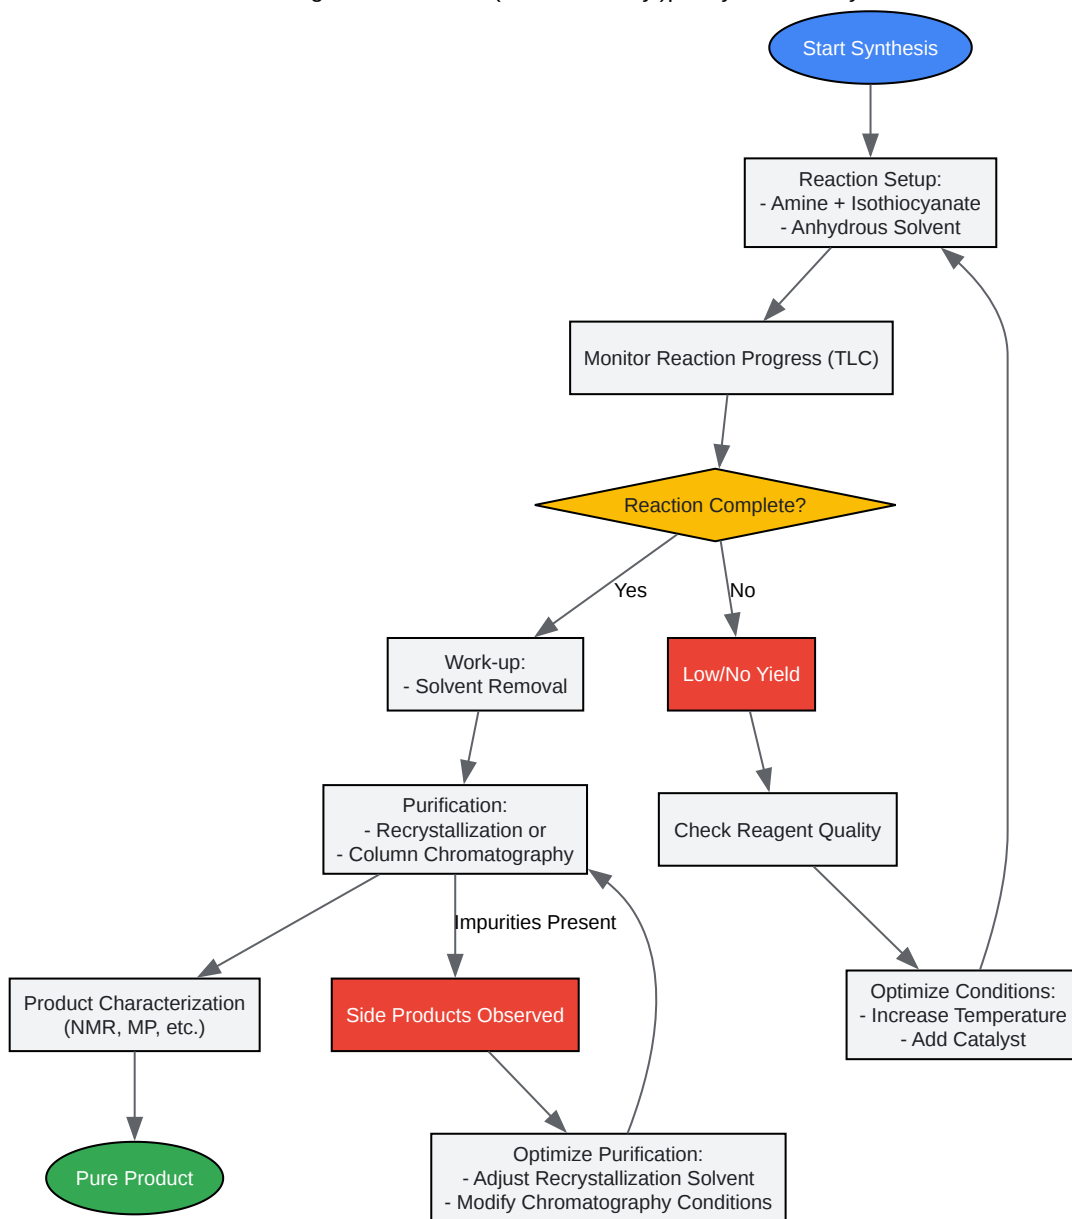 Start Synthesis
Reaction Setup:
- Amine + Isothiocyanate
- Anhydrous Solvent
Monitor Reaction Progress (TLC)
Reaction Complete?
Yes
No
Work-up:
- Solvent Removal
Low/No Yield
Purification:
- Recrystallization or
- Column Chromatography
Check Reagent Quality
Impurities Present
Product Characterization
(NMR, MP, etc.)
Side Products Observed
Optimize Conditions:
- Increase Temperature
- Add Catalyst
Pure Product
Optimize Purification:
- Adjust Recrystallization Solvent
- Modify Chromatography Conditions